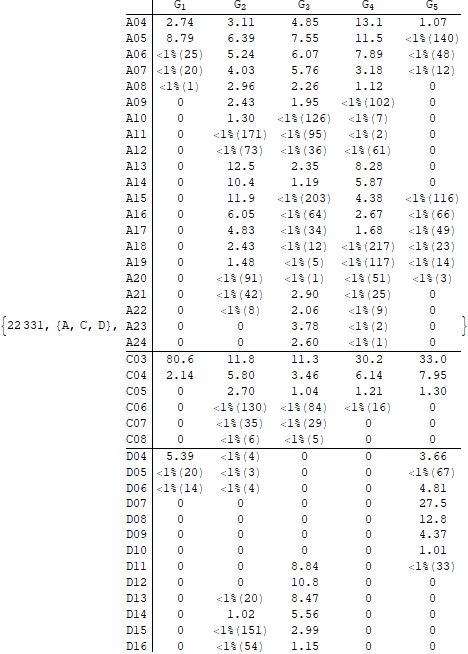 G1 G2 G3 G4 G5
A04 2.74 3.11 4.85 13.1 1.07
A05 8.79 6.39 7.55 11.5 <1%(140)
A06 <1%(25) 5.24 6.07 7.89 <1%(48)
A07 <1%(20) 4.03 5.76 3.18 <1%(12)
A08 <1%(1) 2.96 2.26 1.12 0
A09 0 2.43 1.95 <1%(102) 0
A10 0 1.30 <1%(126) <1%(7) 0
A11 0 <1%(171) <1%(95) <1%(2) 0
A12 0 <1%(73) <1%(36) <1%(61) 0
A13 0 12.5 2.35 8.28 0
A14 0 10.4 1.19 5.87 0
A15 0 11.9 <1%(203) 4.38 <1%(116)
A16 0 6.05 <1%(64) 2.67 <1%(66)
A17 0 4.83 <1%(34) 1.68 <1%(49)
A18 0 2.43 <1%(12) <1%(217) <1%(23)
A19 0 1.48 <1%(5) <1%(117) <1%(14)
A20 0 <1%(91) <1%(1) <1%(51) <1%(3)
A21 0 <1%(42) 2.90 <1%(25) 0
A22 0 <1%(8) 2.06 <1%(9) 0
{22331, {A, C, D}, A23 0 0 3.78 <1%(2) 0 }
A24 0 0 2.60 <1%(1) 0
C03 80.6 11.8 11.3 30.2 33.0
C04 2.14 5.80 3.46 6.14 7.95
C05 0 2.70 1.04 1.21 1.30
C06 0 <1%(130) <1%(84) <1%(16) 0
C07 0 <1%(35) <1%(29) 0 0
C08 0 <1%(6) <1%(5) 0 0
D04 5.39 <1%(4) 0 0 3.66
D05 <1%(20) <1%(3) 0 0 <1%(67)
D06 <1%(14) <1%(4) 0 0 4.81
D07 0 0 0 0 27.5
D08 0 0 0 0 12.8
D09 0 0 0 0 4.37
D10 0 0 0 0 1.01
D11 0 0 8.84 0 <1%(33)
D12 0 0 10.8 0 0
D13 0 <1%(20) 8.47 0 0
D14 0 1.02 5.56 0 0
D15 0 <1%(151) 2.99 0 0
D16 0 <1%(54) 1.15 0 0